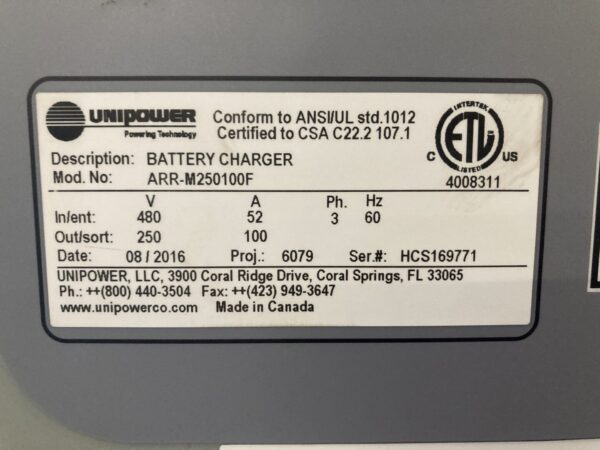 UNIPOWER
Powering Technology
Conform to ANSI/UL std.1012
Certified to CSA C22.2 107.1
INTERTEK
ETL
LISTED
C US
4008311
Description: BATTERY CHARGER
Mod. No: ARR-M250100F
V A Ph. Hz
In/ent: 480 52 3 60
Out/sort: 250 100
Date: 08 / 2016 Proj.: 6079 Ser.#: HCS169771
UNIPOWER, LLC, 3900 Coral Ridge Drive, Coral Springs, FL 33065
Ph.: ++(800) 440-3504 Fax: ++(423) 949-3647
www.unipowerco.com Made in Canada